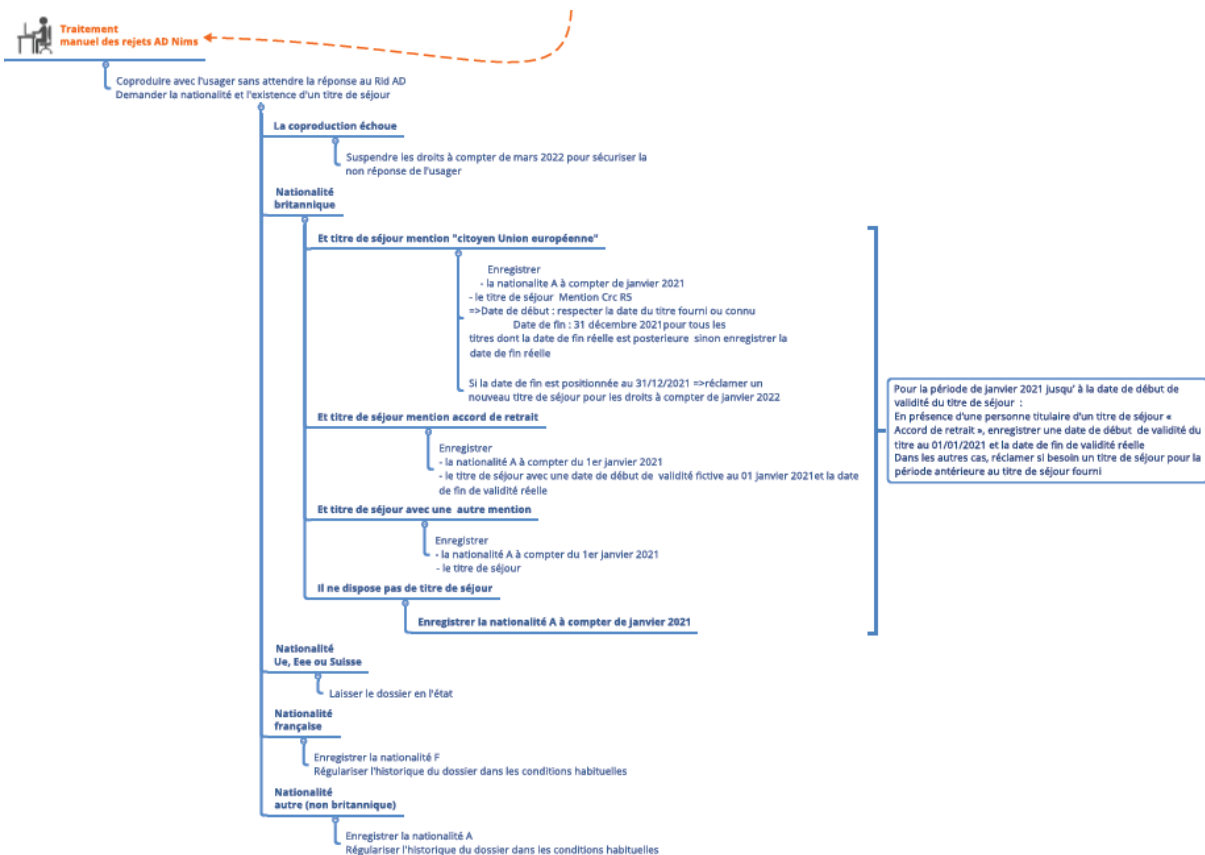 Traitement
manuel des rejets AD Nims
Coproduire avec l'usager sans attendre la réponse au Rid AD
Demander la nationalité et l'existence d'un titre de séjour
La coproduction échoue
Suspendre les droits à compter de mars 2022 pour sécuriser la
non réponse de l'usager
Nationalité
britannique
Et titre de séjour mention "citoyen Union européenne"
Enregistrer
- la nationalite A à compter de janvier 2021
- le titre de séjour Mention Crc R5
=>Date de début : respecter la date du titre fourni ou connu
Date de fin : 31 décembre 2021pour tous les
titres dont la date de fin réelle est posterieure sinon enregistrer la
date de fin réelle
Si la date de fin est positionnée au 31/12/2021 =>réclamer un
nouveau titre de séjour pour les droits à compter de janvier 2022
Et titre de séjour mention accord de retrait
Enregistrer
- la nationalité A à compter du 1er janvier 2021
- le titre de séjour avec une date de début de validité fictive au 01 janvier 2021et la date
de fin de validité réelle
Et titre de séjour avec une autre mention
Enregistrer
- la nationalité A à compter du 1er janvier 2021
- le titre de séjour
Il ne dispose pas de titre de séjour
Enregistrer la nationalité A à compter de janvier 2021
Pour la période de janvier 2021 jusqu' à la date de début de
validité du titre de séjour :
En présence d'une personne titulaire d'un titre de séjour «
Accord de retrait », enregistrer une date de début de validité du
titre au 01/01/2021 et la date de fin de validité réelle
Dans les autres cas, réclamer si besoin un titre de séjour pour la
période antérieure au titre de séjour fourni
Nationalité
Ue, Eee ou Suisse
Laisser le dossier en l'état
Nationalité
française
Enregistrer la nationalité F
Régulariser l'historique du dossier dans les conditions habituelles
Nationalité
autre (non britannique)
Enregistrer la nationalité A
Régulariser l'historique du dossier dans les conditions habituelles